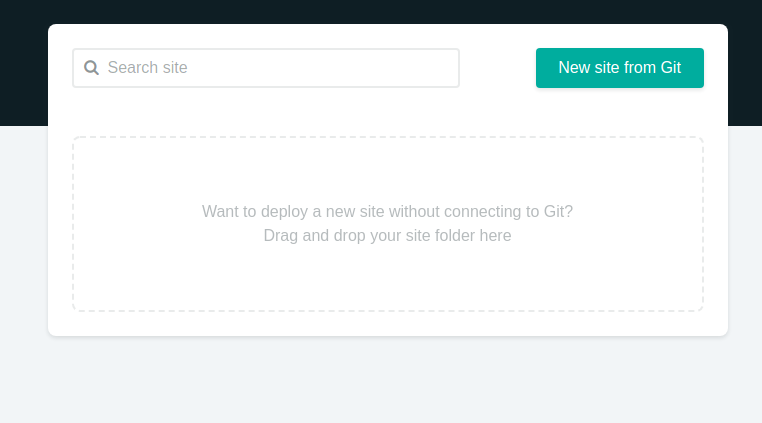 Search site
New site from Git
Want to deploy a new site without connecting to Git?
Drag and drop your site folder here